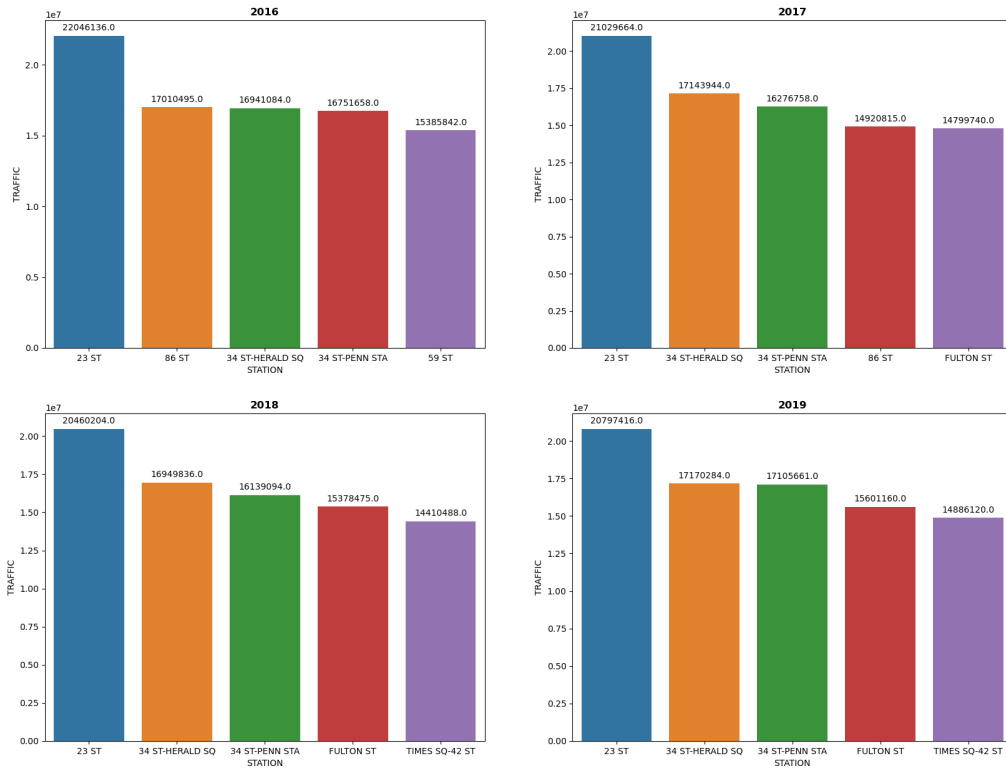 2016
1e7
22046136.0
17010495.0
16941084.0
16751658.0
15385842.0
2.0
1.5
1.0
0.5
0.0
TRAFFIC
23 ST
86 ST
34 ST-HERALD SQ
34 ST-PENN STA
59 ST
STATION
2017
1e7
21029664.0
17143944.0
16276758.0
14920815.0
14799740.0
2.00
1.75
1.50
1.25
1.00
0.75
0.50
0.25
0.00
TRAFFIC
23 ST
34 ST-HERALD SQ
34 ST-PENN STA
86 ST
FULTON ST
STATION
2018
1e7
20460204.0
16949836.0
16139094.0
15378475.0
14410488.0
2.00
1.75
1.50
1.25
1.00
0.75
0.50
0.25
0.00
TRAFFIC
23 ST
34 ST-HERALD SQ
34 ST-PENN STA
FULTON ST
TIMES SQ-42 ST
STATION
2019
1e7
20797416.0
17170284.0
17105661.0
15601160.0
14886120.0
2.00
1.75
1.50
1.25
1.00
0.75
0.50
0.25
0.00
TRAFFIC
23 ST
34 ST-HERALD SQ
34 ST-PENN STA
FULTON ST
TIMES SQ-42 ST
STATION